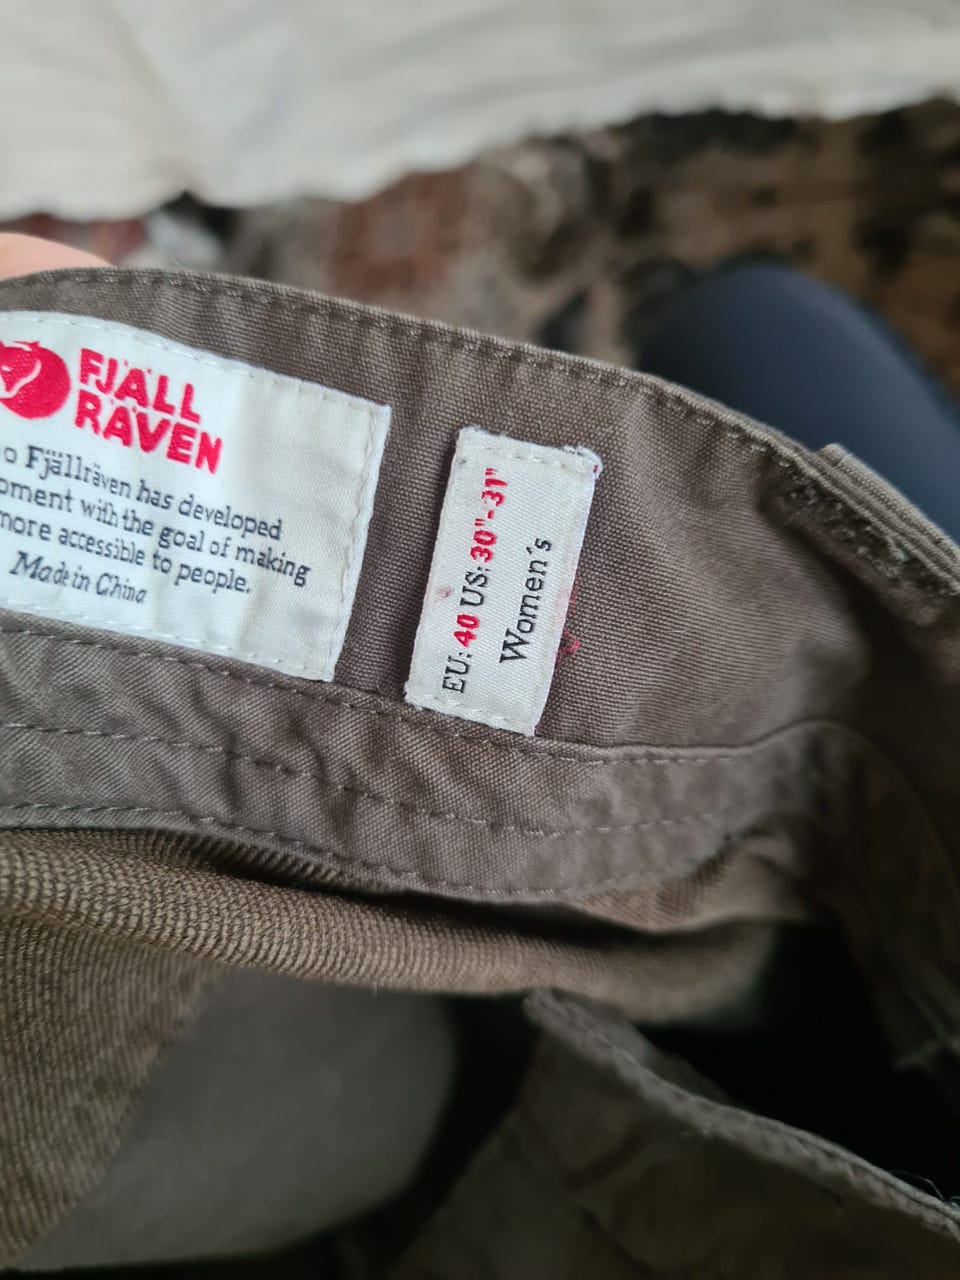 FJÄLL
RÄVEN
o Fjällräven has developed
oment with the goal of making
more accessible to people.
Made in China
EU: 40 US: 30"-31"
Women´s